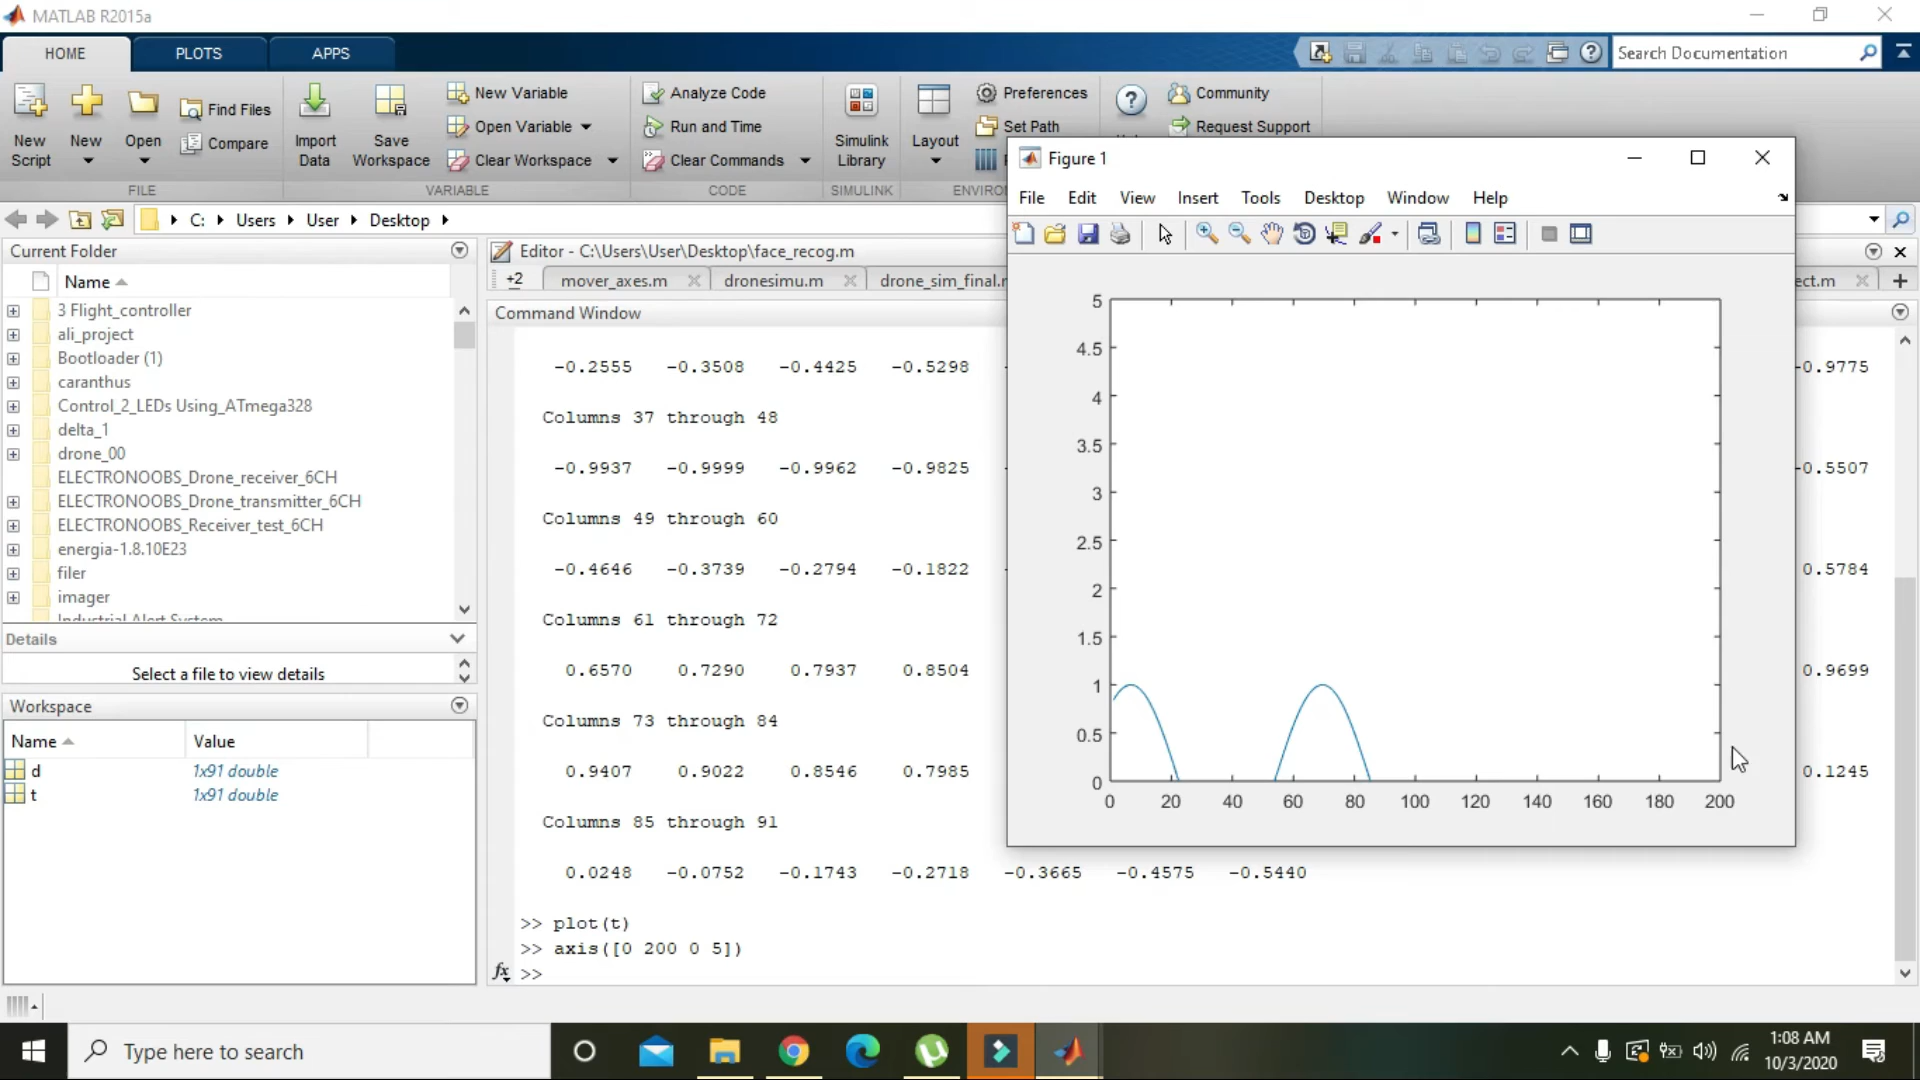 MATLAB R2015a
HOME
PLOTS
APPS
Search Documentation
New Script
New
Open
Find Files
Compare
Import Data
Save Workspace
New Variable
Open Variable
Clear Workspace
Analyze Code
Run and Time
Clear Commands
Simulink Library
Layout
Preferences
Set Path
Community
Request Support
FILE
VARIABLE
CODE
SIMULINK
C:
Users
User
Desktop
Current Folder
Name
3 Flight_controller
ali_project
Bootloader (1)
caranthus
Control_2_LEDs Using_ATmega328
delta_1
drone_00
ELECTRONOOBS_Drone_receiver_6CH
ELECTRONOOBS_Drone_transmitter_6CH
ELECTRONOOBS_Receiver_test_6CH
energia-1.8.10E23
filer
imager
Industrial Alert System
Details
Select a file to view details
Workspace
Name Value
d 1x91 double
t 1x91 double
Editor - C:\Users\User\Desktop\face_recog.m
+2 mover_axes.m dronesimu.m
Command Window
-0.2555 -0.3508 -0.4425 -0.5298 -0.9775
Columns 37 through 48
-0.9937 -0.9999 -0.9962 -0.9825 -0.5507
Columns 49 through 60
-0.4646 -0.3739 -0.2794 -0.1822 0.5784
Columns 61 through 72
0.6570 0.7290 0.7937 0.8504 0.9699
Columns 73 through 84
0.9407 0.9022 0.8546 0.7985 0.1245
Columns 85 through 91
0.0248 -0.0752 -0.1743 -0.2718 -0.3665 -0.4575 -0.5440
>> plot(t)
>> axis([0 200 0 5])
fx >>
Figure 1
File Edit View Insert Tools Desktop Window Help
5
4.5
4
3.5
3
2.5
2
1.5
1
0.5
0
0 20 40 60 80 100 120 140 160 180 200
Type here to search
1:08 AM
10/3/2020